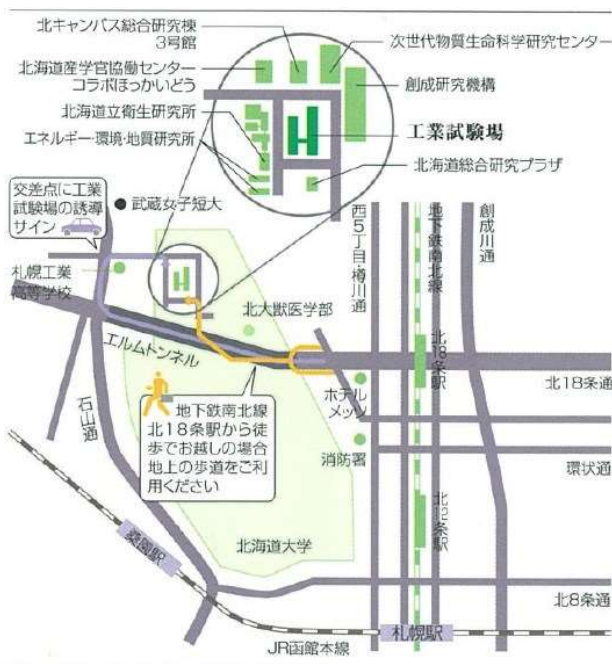 北キャンパス総合研究棟
3号館
次世代物質生命科学研究センター
北海道産学官協働センター
コラボほっかいどう
創成研究機構
北海道立衛生研究所
工業試験場
エネルギー・環境・地質研究所
北海道総合研究プラザ
交差点に工業
試験場の誘導
サイン
武蔵女子短大
西5丁目・樽川通
地下鉄南北線
創成川通
札幌工業
高等学校
北大獣医学部
エルムトンネル
北18条駅
北18条通
ホテル
メッツ
石山通
地下鉄南北線
北18条駅から徒
歩でお越しの場合
地上の歩道をご利
用ください
消防署
環状通
北12条駅
桑園駅
北海道大学
北8条通
札幌駅
JR函館本線